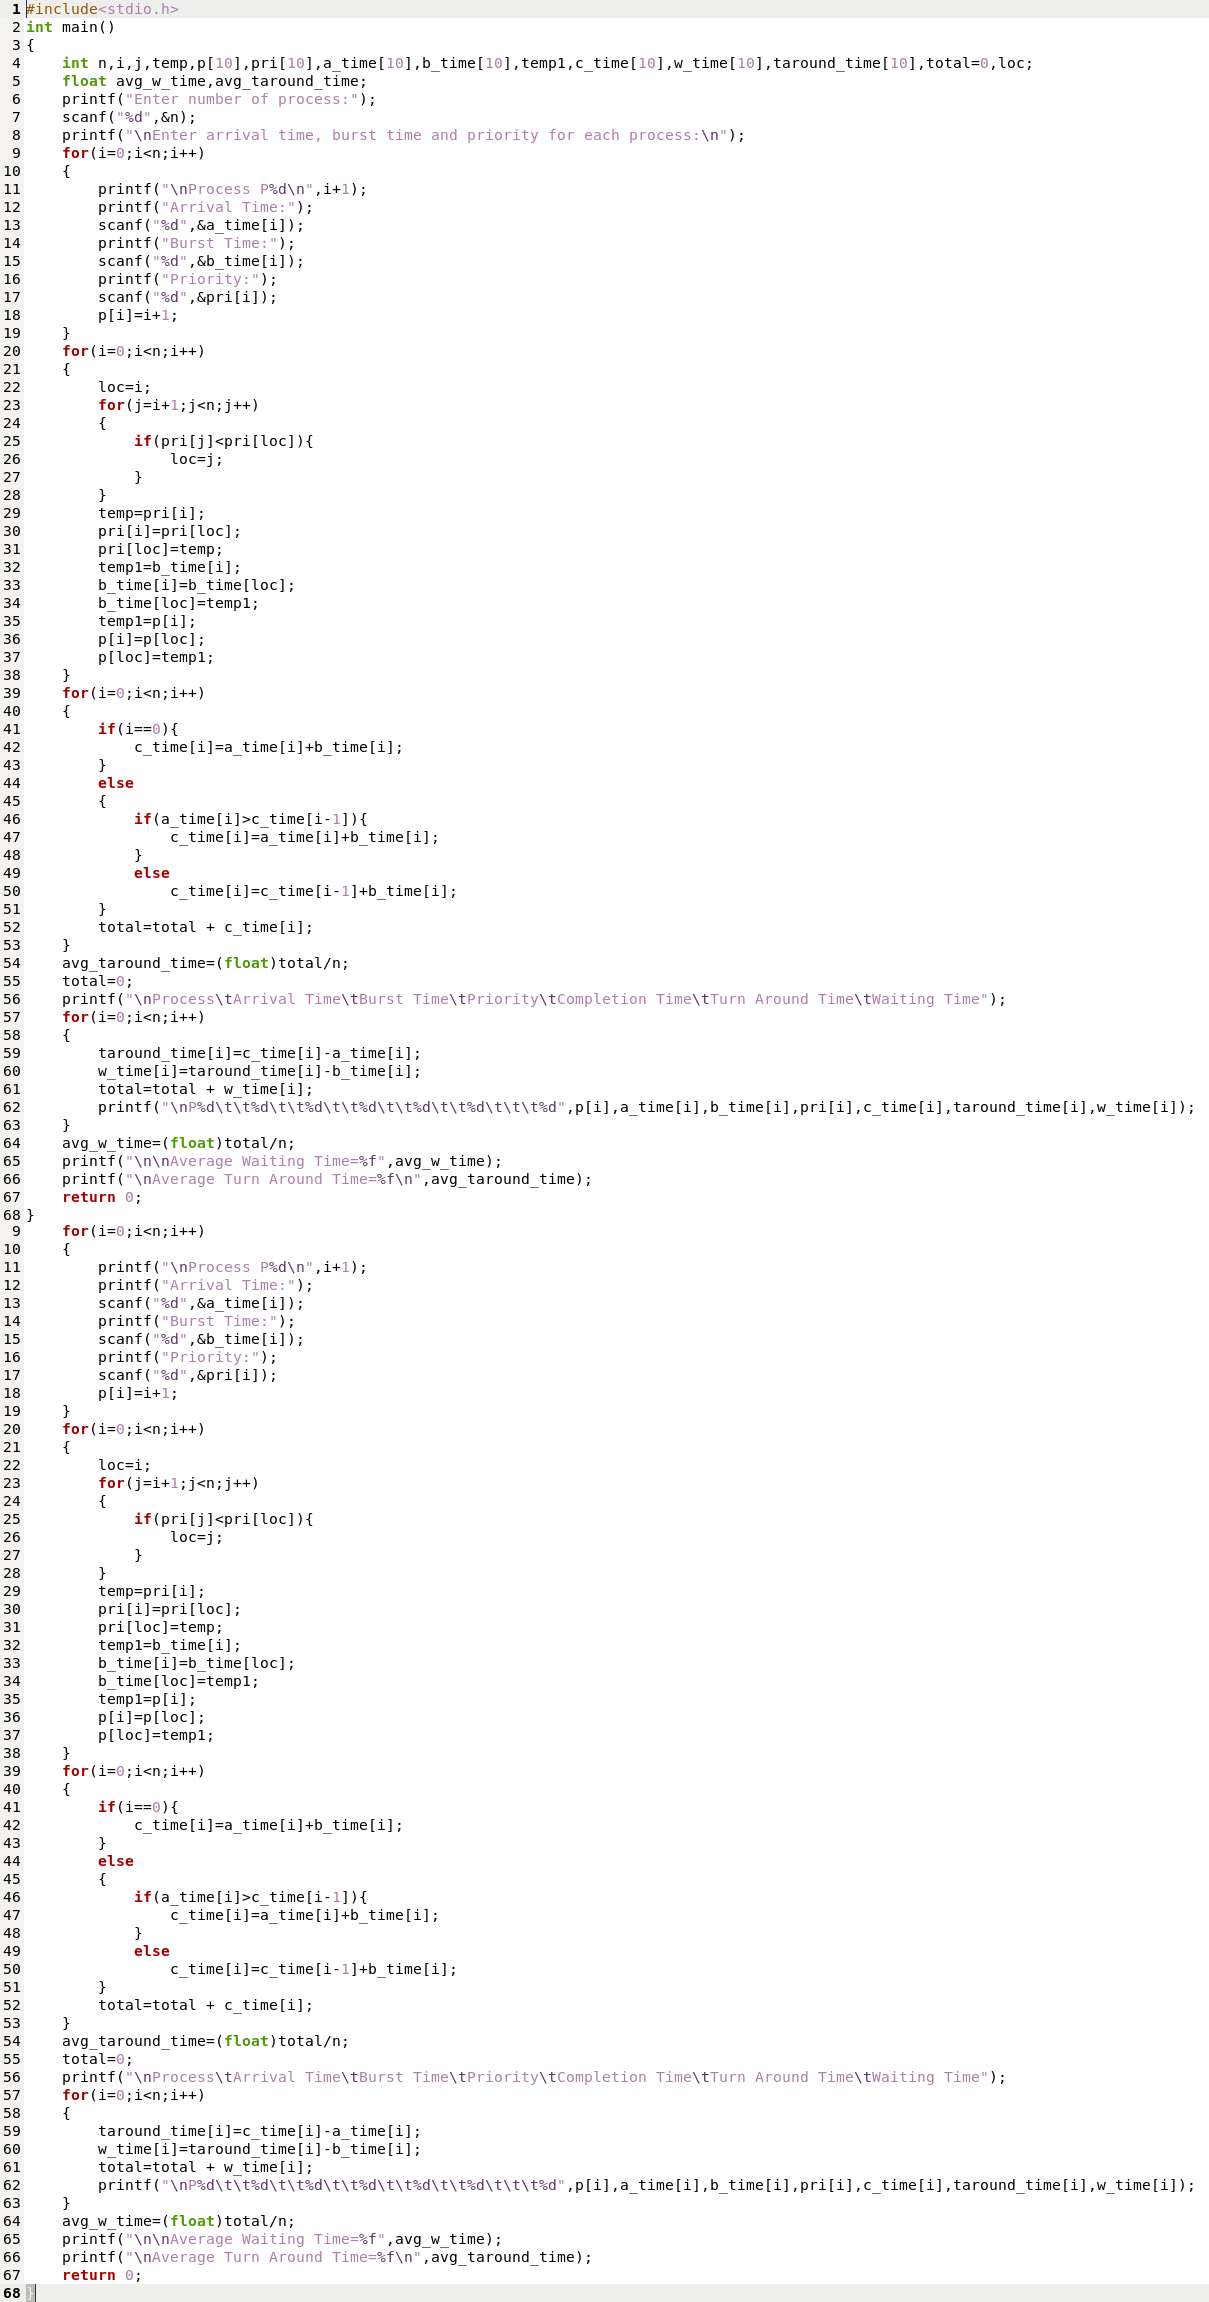 1 #include<stdio.h>
2 int main()
3 {
4     int n,i,j,temp,p[10],pri[10],a_time[10],b_time[10],temp1,c_time[10],w_time[10],taround_time[10],total=0,loc;
5     float avg_w_time,avg_taround_time;
6     printf("Enter number of process:");
7     scanf("%d",&n);
8     printf("\nEnter arrival time, burst time and priority for each process:\n");
9     for(i=0;i<n;i++)
10     {
11         printf("\nProcess P%d\n",i+1);
12         printf("Arrival Time:");
13         scanf("%d",&a_time[i]);
14         printf("Burst Time:");
15         scanf("%d",&b_time[i]);
16         printf("Priority:");
17         scanf("%d",&pri[i]);
18         p[i]=i+1;
19     }
20     for(i=0;i<n;i++)
21     {
22         loc=i;
23         for(j=i+1;j<n;j++)
24         {
25             if(pri[j]<pri[loc]){
26                 loc=j;
27             }
28         }
29         temp=pri[i];
30         pri[i]=pri[loc];
31         pri[loc]=temp;
32         temp1=b_time[i];
33         b_time[i]=b_time[loc];
34         b_time[loc]=temp1;
35         temp1=p[i];
36         p[i]=p[loc];
37         p[loc]=temp1;
38     }
39     for(i=0;i<n;i++)
40     {
41         if(i==0){
42             c_time[i]=a_time[i]+b_time[i];
43         }
44         else
45         {
46             if(a_time[i]>c_time[i-1]){
47                 c_time[i]=a_time[i]+b_time[i];
48             }
49             else
50                 c_time[i]=c_time[i-1]+b_time[i];
51         }
52         total=total + c_time[i];
53     }
54     avg_taround_time=(float)total/n;
55     total=0;
56     printf("\nProcess\tArrival Time\tBurst Time\tPriority\tCompletion Time\tTurn Around Time\tWaiting Time");
57     for(i=0;i<n;i++)
58     {
59         taround_time[i]=c_time[i]-a_time[i];
60         w_time[i]=taround_time[i]-b_time[i];
61         total=total + w_time[i];
62         printf("\nP%d\t\t%d\t\t%d\t\t%d\t\t%d\t\t%d\t\t\t%d",p[i],a_time[i],b_time[i],pri[i],c_time[i],taround_time[i],w_time[i]);
63     }
64     avg_w_time=(float)total/n;
65     printf("\n\nAverage Waiting Time=%f",avg_w_time);
66     printf("\nAverage Turn Around Time=%f\n",avg_taround_time);
67     return 0;
68 }
9     for(i=0;i<n;i++)
10     {
11         printf("\nProcess P%d\n",i+1);
12         printf("Arrival Time:");
13         scanf("%d",&a_time[i]);
14         printf("Burst Time:");
15         scanf("%d",&b_time[i]);
16         printf("Priority:");
17         scanf("%d",&pri[i]);
18         p[i]=i+1;
19     }
20     for(i=0;i<n;i++)
21     {
22         loc=i;
23         for(j=i+1;j<n;j++)
24         {
25             if(pri[j]<pri[loc]){
26                 loc=j;
27             }
28         }
29         temp=pri[i];
30         pri[i]=pri[loc];
31         pri[loc]=temp;
32         temp1=b_time[i];
33         b_time[i]=b_time[loc];
34         b_time[loc]=temp1;
35         temp1=p[i];
36         p[i]=p[loc];
37         p[loc]=temp1;
38     }
39     for(i=0;i<n;i++)
40     {
41         if(i==0){
42             c_time[i]=a_time[i]+b_time[i];
43         }
44         else
45         {
46             if(a_time[i]>c_time[i-1]){
47                 c_time[i]=a_time[i]+b_time[i];
48             }
49             else
50                 c_time[i]=c_time[i-1]+b_time[i];
51         }
52         total=total + c_time[i];
53     }
54     avg_taround_time=(float)total/n;
55     total=0;
56     printf("\nProcess\tArrival Time\tBurst Time\tPriority\tCompletion Time\tTurn Around Time\tWaiting Time");
57     for(i=0;i<n;i++)
58     {
59         taround_time[i]=c_time[i]-a_time[i];
60         w_time[i]=taround_time[i]-b_time[i];
61         total=total + w_time[i];
62         printf("\nP%d\t\t%d\t\t%d\t\t%d\t\t%d\t\t%d\t\t\t%d",p[i],a_time[i],b_time[i],pri[i],c_time[i],taround_time[i],w_time[i]);
63     }
64     avg_w_time=(float)total/n;
65     printf("\n\nAverage Waiting Time=%f",avg_w_time);
66     printf("\nAverage Turn Around Time=%f\n",avg_taround_time);
67     return 0;
68 }